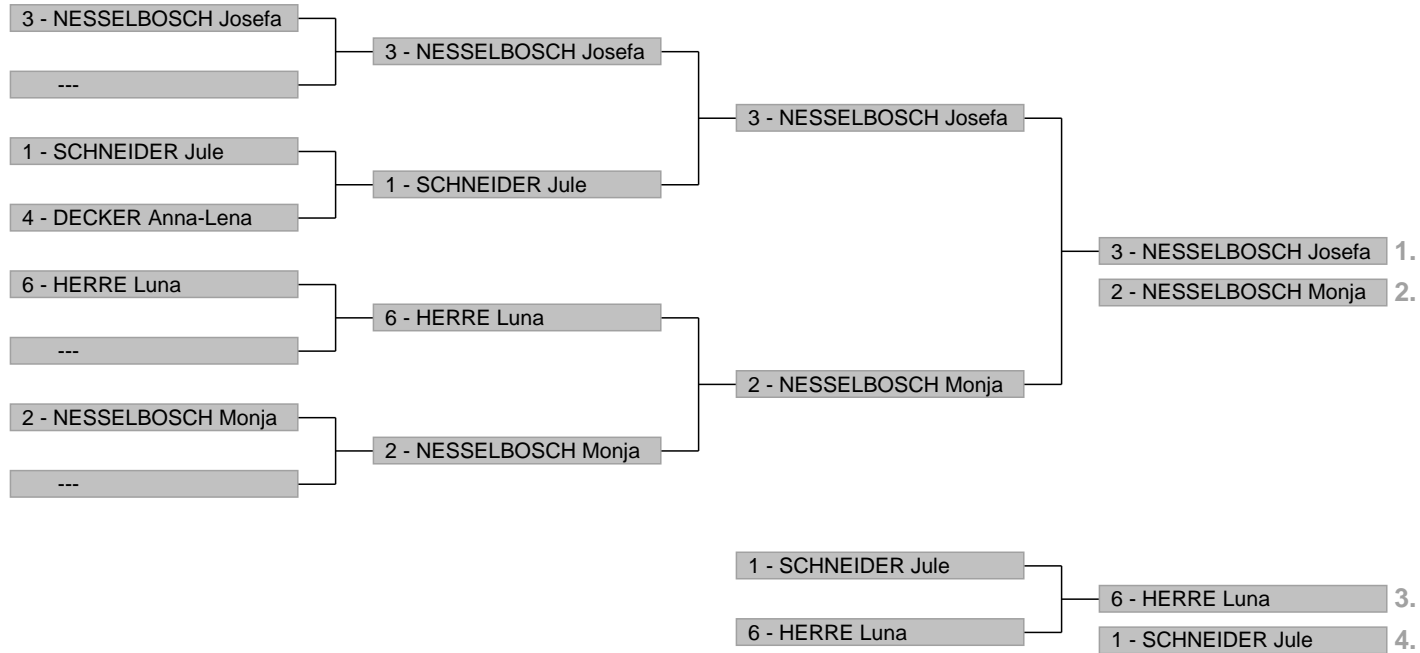 3 - NESSELBOSCH Josefa
---
1 - SCHNEIDER Jule
4 - DECKER Anna-Lena
6 - HERRE Luna
---
2 - NESSELBOSCH Monja
---
3 - NESSELBOSCH Josefa
1 - SCHNEIDER Jule
6 - HERRE Luna
2 - NESSELBOSCH Monja
3 - NESSELBOSCH Josefa
2 - NESSELBOSCH Monja
3 - NESSELBOSCH Josefa 1.
2 - NESSELBOSCH Monja 2.
1 - SCHNEIDER Jule
6 - HERRE Luna
6 - HERRE Luna 3.
1 - SCHNEIDER Jule 4.